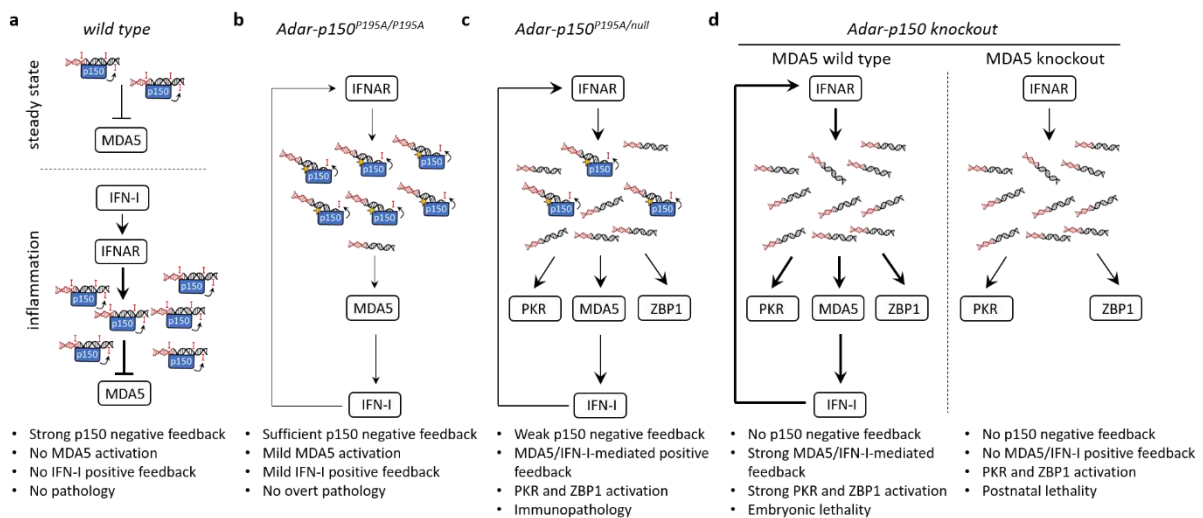 a
wild type
steady state
p150
p150
MDA5
inflammation
IFN-I
IFNAR
p150
p150
p150
p150
p150
MDA5
• Strong p150 negative feedback
• No MDA5 activation
• No IFN-I positive feedback
• No pathology
b
Adar-p150P195A/P195A
IFNAR
p150
p150
p150
p150
p150
p150
MDA5
IFN-I
• Sufficient p150 negative feedback
• Mild MDA5 activation
• Mild IFN-I positive feedback
• No overt pathology
c
Adar-p150P195A/null
IFNAR
p150
p150
p150
PKR
MDA5
ZBP1
IFN-I
• Weak p150 negative feedback
• MDA5/IFN-I-mediated positive
feedback
• PKR and ZBP1 activation
• Immunopathology
d
Adar-p150 knockout
MDA5 wild type
IFNAR
PKR
MDA5
ZBP1
IFN-I
• No p150 negative feedback
• Strong MDA5/IFN-I-mediated
feedback
• Strong PKR and ZBP1 activation
• Embryonic lethality
MDA5 knockout
IFNAR
PKR
ZBP1
• No p150 negative feedback
• No MDA5/IFN-I positive feedback
• PKR and ZBP1 activation
• Postnatal lethality